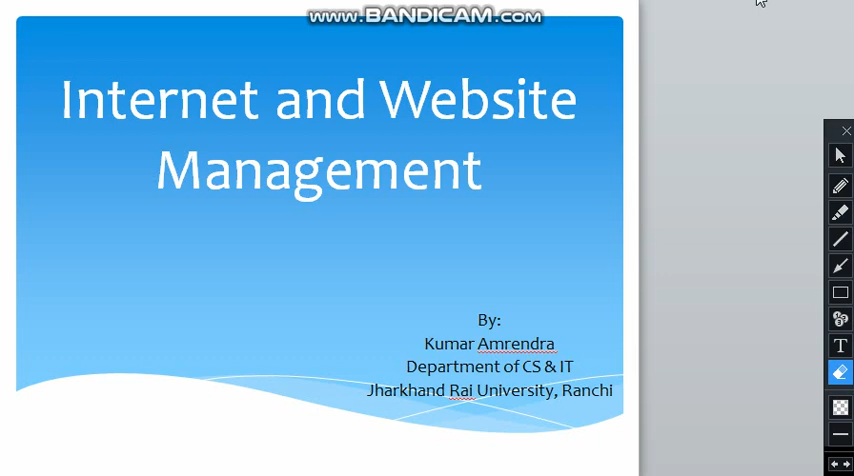 www.BANDICAM.com
Internet and Website
Management
By:
Kumar Amrendra
Department of CS & IT
Jharkhand Rai University, Ranchi
T